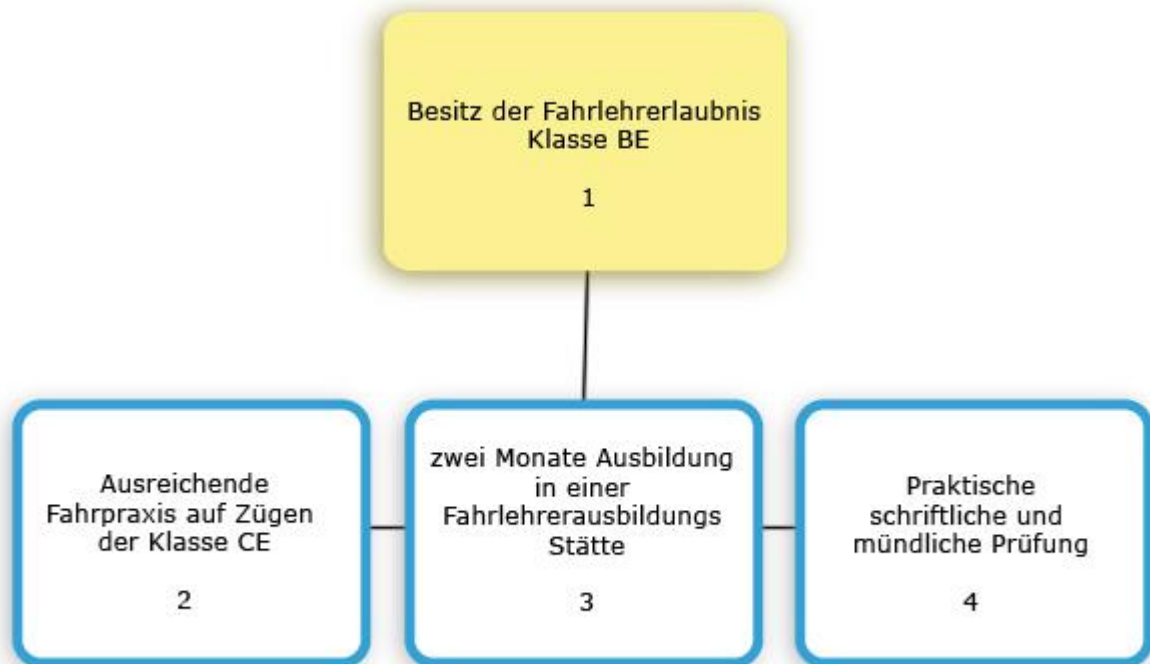 Besitz der Fahrlehrerlaubnis
Klasse BE
1
Ausreichende
Fahrpraxis auf Zügen
der Klasse CE
2
zwei Monate Ausbildung
in einer
Fahrlehrerausbildungs
Stätte
3
Praktische
schriftliche und
mündliche Prüfung
4